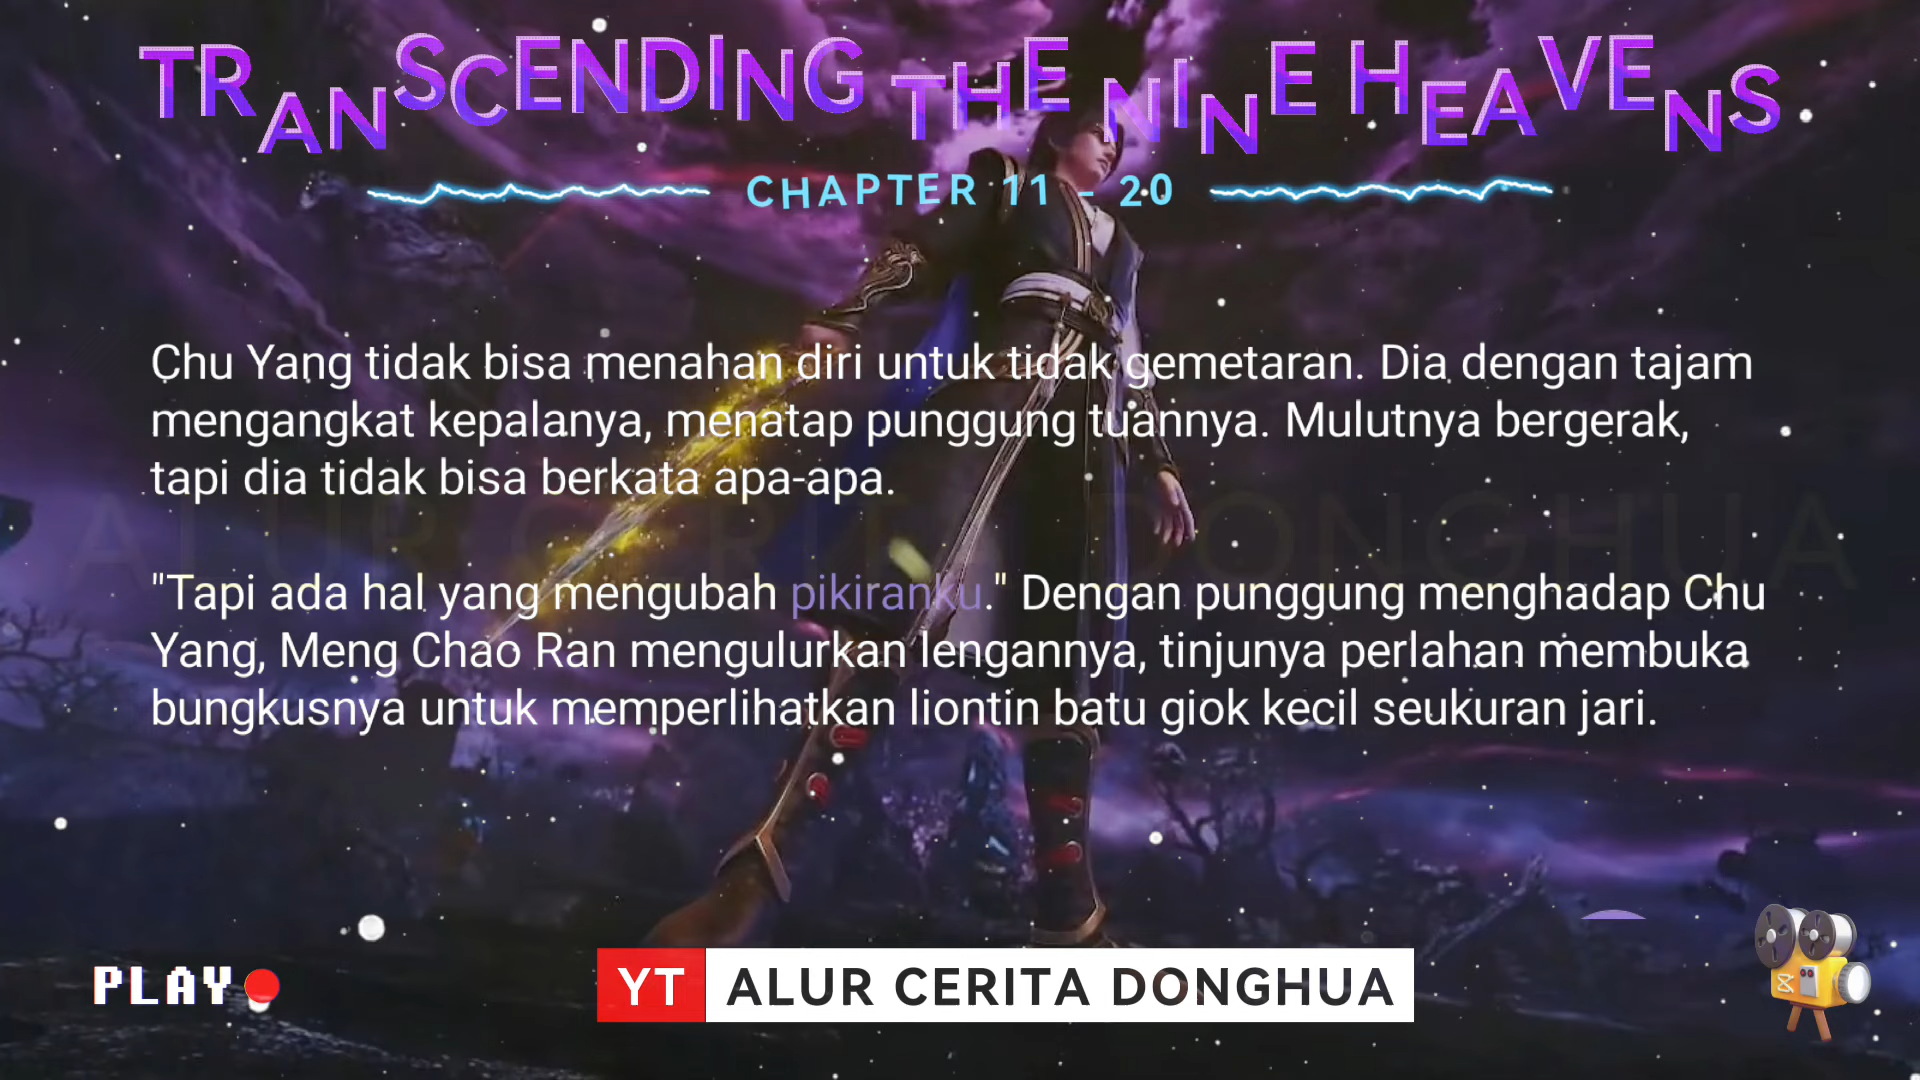 TRANSCENDING THE NINE HEAVENS
CHAPTER 11 - 20
Chu Yang tidak bisa menahan diri untuk tidak gemetaran. Dia dengan tajam
mengangkat kepalanya, menatap punggung tuannya. Mulutnya bergerak,
tapi dia tidak bisa berkata apa-apa.
ALUR CERITA DONGHUA
"Tapi ada hal yang mengubah pikiranku." Dengan punggung menghadap Chu
Yang, Meng Chao Ran mengulurkan lengannya, tinjunya perlahan membuka
bungkusnya untuk memperlihatkan liontin batu giok kecil seukuran jari.
PLAY
YT ALUR CERITA DONGHUA